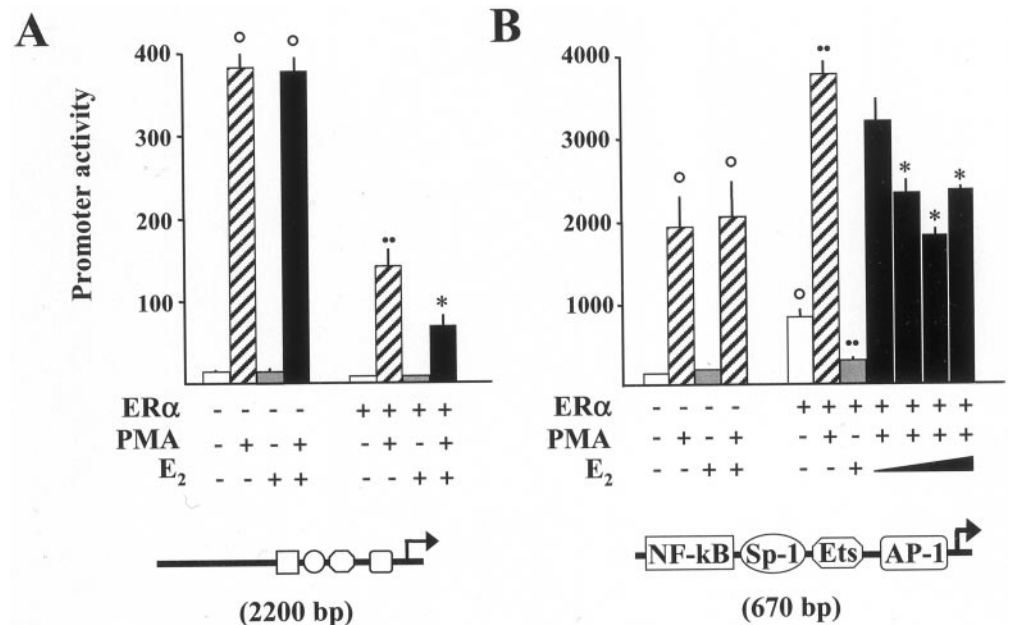 A
Promoter activity
400
300
200
100
ERα - - - - + + + +
PMA - + - + - + - +
E2 - - + + - - + +
(2200 bp)
B
4000
3000
2000
1000
ERα - - - - + + + + + + +
PMA - + - + - + - + + + +
E2 - - + + - - +
NF-kB Sp-1 Ets AP-1
(670 bp)